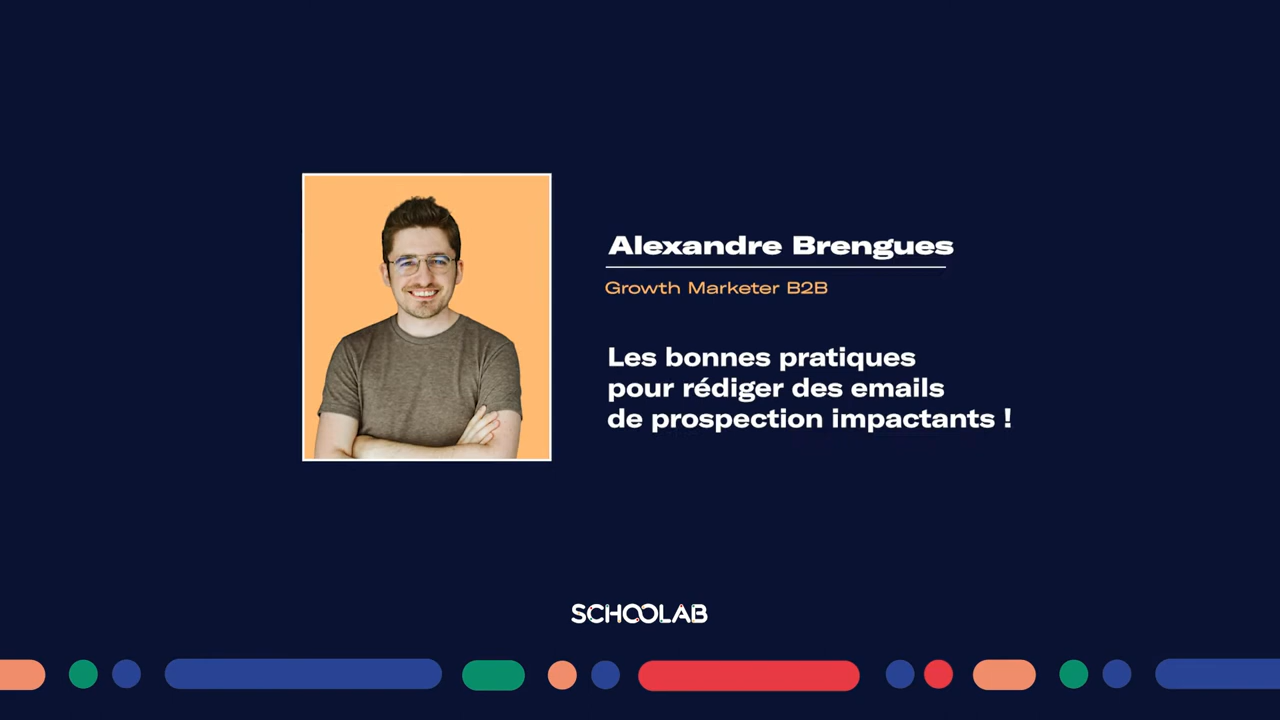 Alexandre Brengues
Growth Marketer B2B
Les bonnes pratiques
pour rédiger des emails
de prospection impactants !
SCHOOLAB